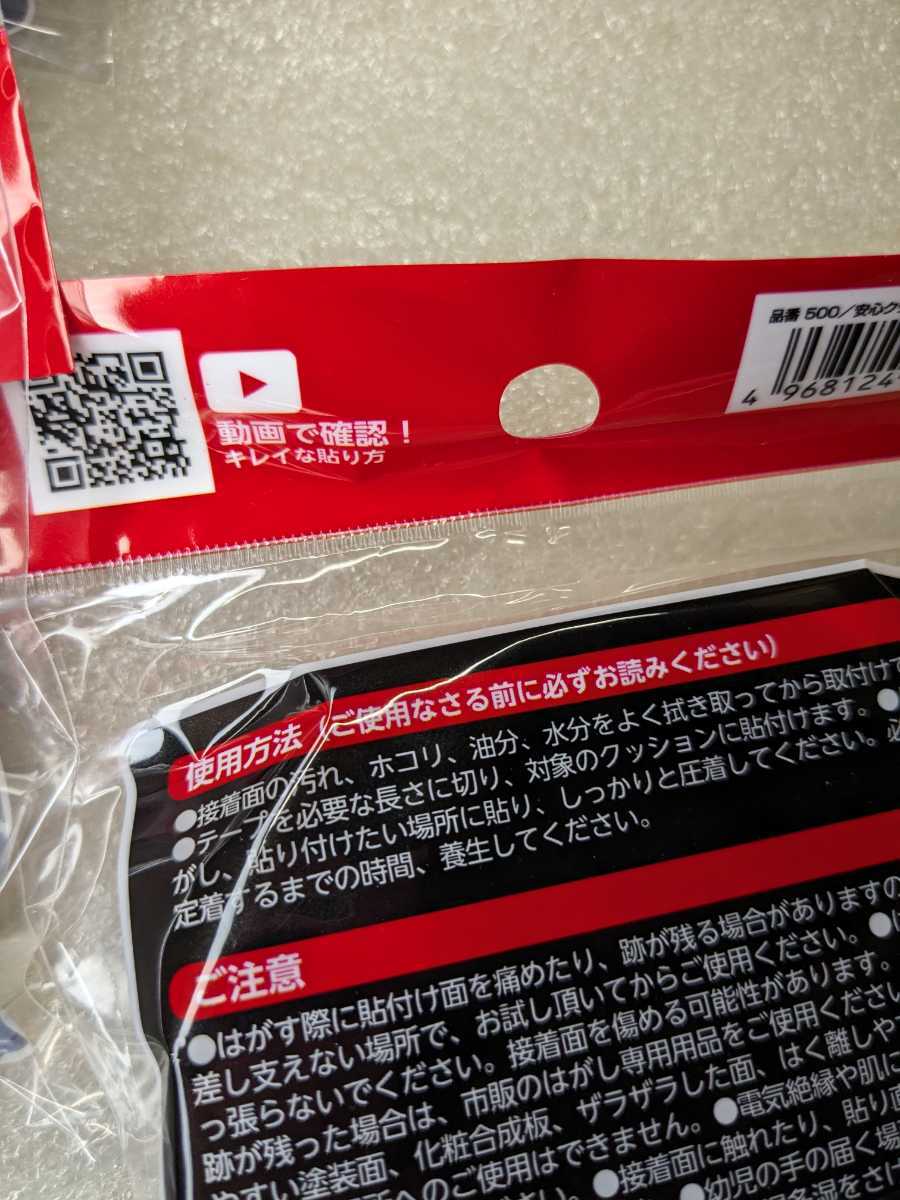 品番 500/安心ク
4 968124
動画で確認!
キレイな貼り方
使用方法 (ご使用なさる前に必ずお読みください)
●接着面の汚れ、ホコリ、油分、水分をよく拭き取ってから取付けて
●テープを必要な長さに切り、対象のクッションに貼付けます。●
がし、貼り付けたい場所に貼り、しっかりと圧着してください。必
定着するまでの時間、養生してください。
ご注意
●はがす際に貼付け面を痛めたり、跡が残る場合がありますの
差し支えない場所で、お試し頂いてからご使用ください。●は
っ張らないでください。接着面を傷める可能性があります。
跡が残った場合は、市販のはがし専用用品をご使用ください
やすい塗装面、化粧合成板、ザラザラした面、はく離しや
へのご使用はできません。●電気絶縁や肌に
ださい。●接着面に触れたり、貼り直
●幼児の手の届く場